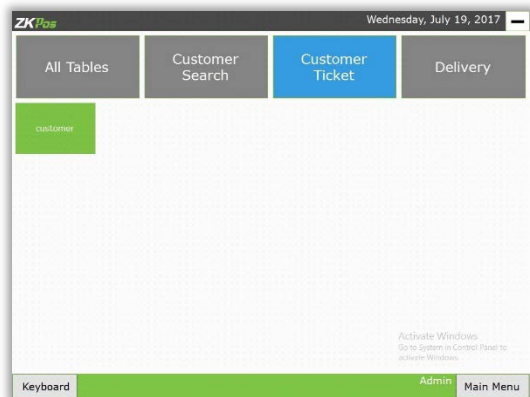 ZKPos
Wednesday, July 19, 2017
All Tables
Customer
Search
Customer
Ticket
Delivery
customer
Activate Windows
Go to System in Control Panel to
activate Windows.
Keyboard
Admin
Main Menu